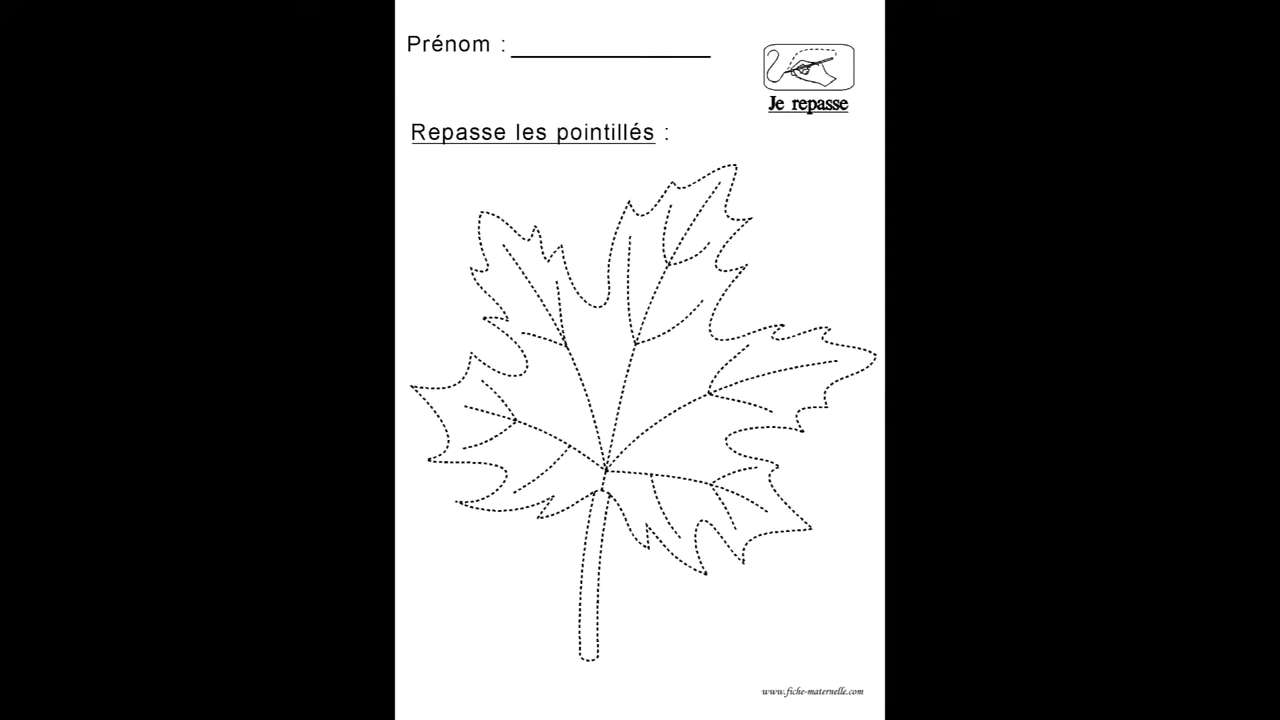 Prénom : 
Je repasse
Repasse les pointillés :
www.fiche-maternelle.com